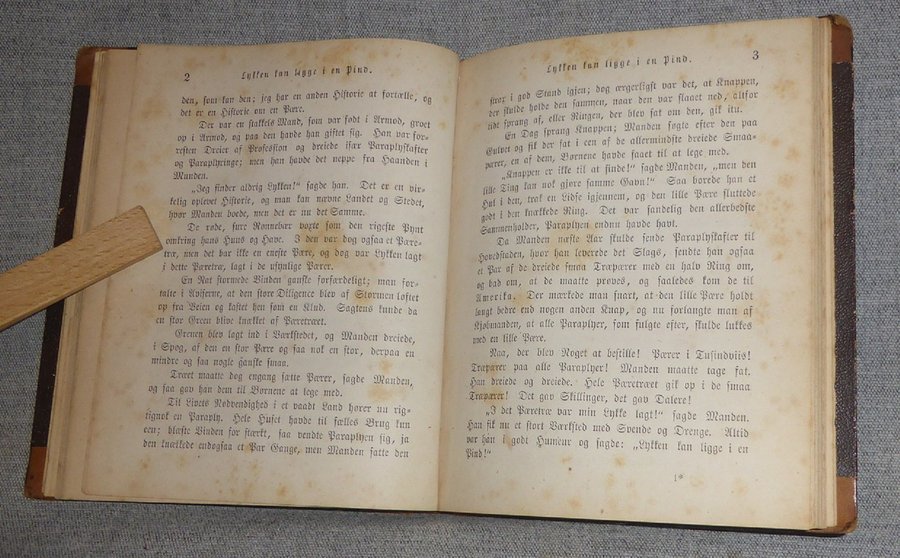 2
Lykken kan ligge i en Pind.
den, som kan den; jeg har en anden Historie at fortælle, og
det er en Historie om en Pære.
Der var en stakkels Mand, som var født i Armod, groet
op i Armod, og paa den havde han giftet sig. Han var for-
resten Dreier af Profession og dreiede især Paraplyskafter
og Paraplyringe; men han havde det neppe fra Haanden i
Munden.
„Jeg finder aldrig Lykken!“ sagde han. Det er en vir-
kelig oplevet Historie, og man kan nævne Landet og Stedet,
hvor Manden boede, men det er nu det Samme.
De røde, sure Rønnebær voxte som den rigeste Pynt
omkring hans Huus og Have. I den var dog ogsaa et Pære-
træ, men det bar ikke en eneste Pære, og dog var Lykken lagt
i dette Pæretræ, lagt i de usynlige Pærer.
En Nat stormede Vinden ganske forfærdeligt; man for-
talte i Aviserne, at den store Diligence blev af Stormen løftet
op fra Veien og kastet hen som en Klud. Sagtens kunde da
en stor Green blive knækket af Pæretræet.
Grenen blev lagt ind i Værkstedet, og Manden dreiede,
i Spøg, af den en stor Pære og saa nok en stor, derpaa en
mindre og saa nogle ganske smaa.
Træet maatte dog engang sætte Pærer, sagde Manden,
og saa gav han dem til Børnene at lege med.
Til Livets Nødvendighed i et vaadt Land hører nu rig-
tignok en Paraply. Hele Huset havde til fælles Brug kun
een; blæste Vinden for stærkt, saa vendte Paraplyen sig, ja
den knækkede endogsaa et Par Gange, men Manden satte den
Lykken kan ligge i en Pind.
3
strax i god Stand igjen; dog ærgerligst var det, at Knappen,
der skulde holde den sammen, naar den var slaaet ned, altfor
tidt sprang af, eller Ringen, der blev sat om den, gik itu.
En Dag sprang Knappen; Manden søgte efter den paa
Gulvet og fik der fat i een af de allermindste dreiede Smaa-
pærer, en af dem, Børnene havde faaet til at lege med.
„Knappen er ikke til at finde!“ sagde Manden, „men den
lille Ting kan nok gjøre samme Gavn!“ Saa borede han et
Hul i den, trak en Lidse igjennem, og den lille Pære sluttede
godt i den knækkede Ring. Det var sandelig den allerbedste
Sammenholder, Paraplyen endnu havde havt.
Da Manden næste Aar skulde sende Paraplyskafter til
Hovedstaden, hvor han leverede det Slags, sendte han ogsaa
et Par af de dreiede smaa Træpærer med en halv Ring om,
og bad om, at de maatte prøves, og saaledes kom de til
Amerika. Der mærkede man snart, at den lille Pære holdt
langt bedre end nogen anden Knap, og nu forlangte man af
Kjøbmanden, at alle Paraplyer, som fulgte efter, skulde lukkes
med en lille Pære.
Naa, der blev Noget at bestille! Pærer i Tusindviis!
Træpærer paa alle Paraplyer! Manden maatte tage fat.
Han dreiede og dreiede. Hele Pæretræet gik op i de smaa
Træpærer! Det gav Skillinger, det gav Dalere!
„I det Pæretræ var min Lykke lagt!“ sagde Manden.
Han fik nu et stort Værksted med Svende og Drenge. Altid
var han i godt Humeur og sagde: „Lykken kan ligge i en
Pind!“
1*